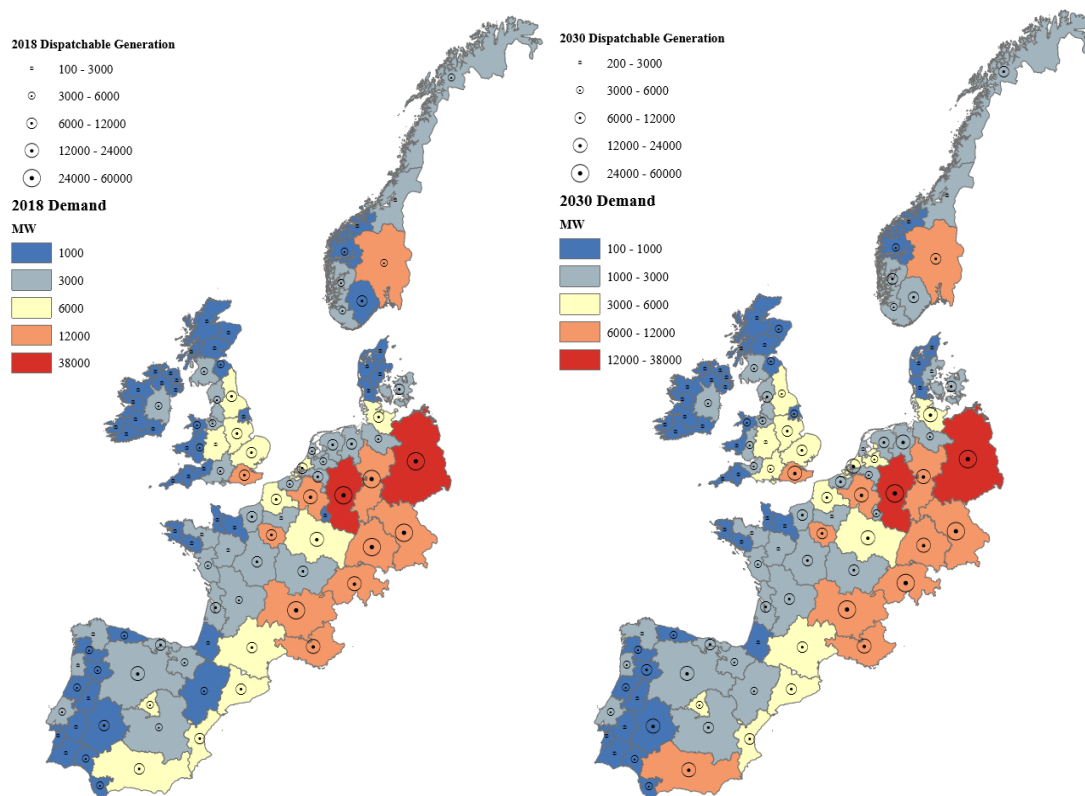 2018 Dispatchable Generation
100 - 3000
3000 - 6000
6000 - 12000
12000 - 24000
24000 - 60000
2018 Demand
MW
1000
3000
6000
12000
38000
2030 Dispatchable Generation
200 - 3000
3000 - 6000
6000 - 12000
12000 - 24000
24000 - 60000
2030 Demand
MW
100 - 1000
1000 - 3000
3000 - 6000
6000 - 12000
12000 - 38000